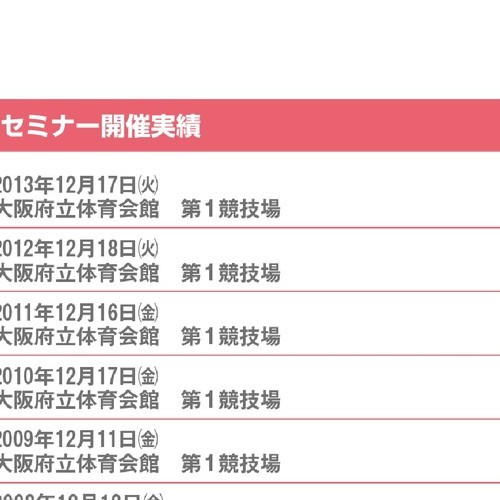 セミナー開催実績
2013年12月17日㈫
大阪府立体育会館　第1競技場
2012年12月18日㈫
大阪府立体育会館　第1競技場
2011年12月16日㈮
大阪府立体育会館　第1競技場
2010年12月17日㈮
大阪府立体育会館　第1競技場
2009年12月11日㈮
大阪府立体育会館　第1競技場